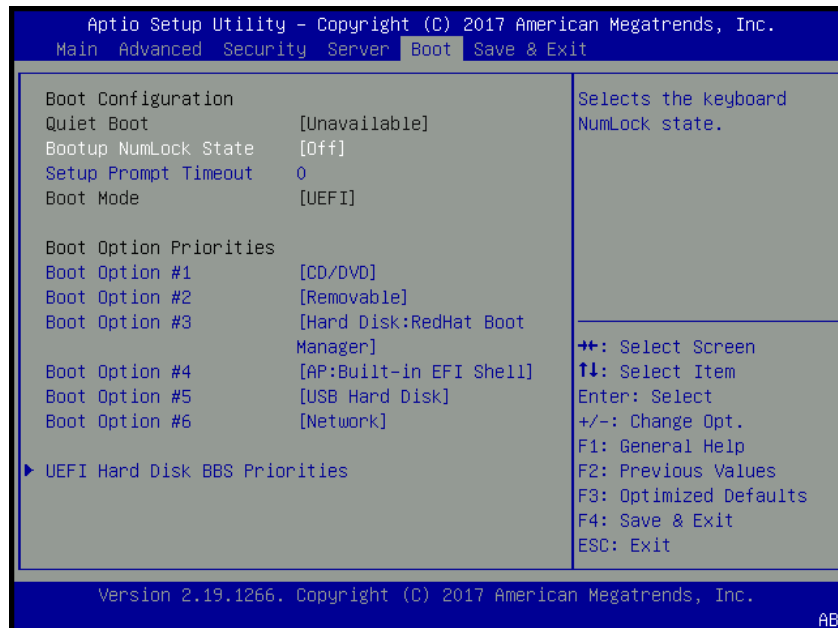 Aptio Setup Utility – Copyright (C) 2017 American Megatrends, Inc.
Main Advanced Security Server Boot Save & Exit
Boot Configuration
Quiet Boot [Unavailable]
Bootup NumLock State [Off]
Setup Prompt Timeout 0
Boot Mode [UEFI]
Boot Option Priorities
Boot Option #1 [CD/DVD]
Boot Option #2 [Removable]
Boot Option #3 [Hard Disk:RedHat Boot
Manager]
Boot Option #4 [AP:Built-in EFI Shell]
Boot Option #5 [USB Hard Disk]
Boot Option #6 [Network]
▶ UEFI Hard Disk BBS Priorities
Selects the keyboard
NumLock state.
→←: Select Screen
↑↓: Select Item
Enter: Select
+/-: Change Opt.
F1: General Help
F2: Previous Values
F3: Optimized Defaults
F4: Save & Exit
ESC: Exit
Version 2.19.1266. Copyright (C) 2017 American Megatrends, Inc.
AB